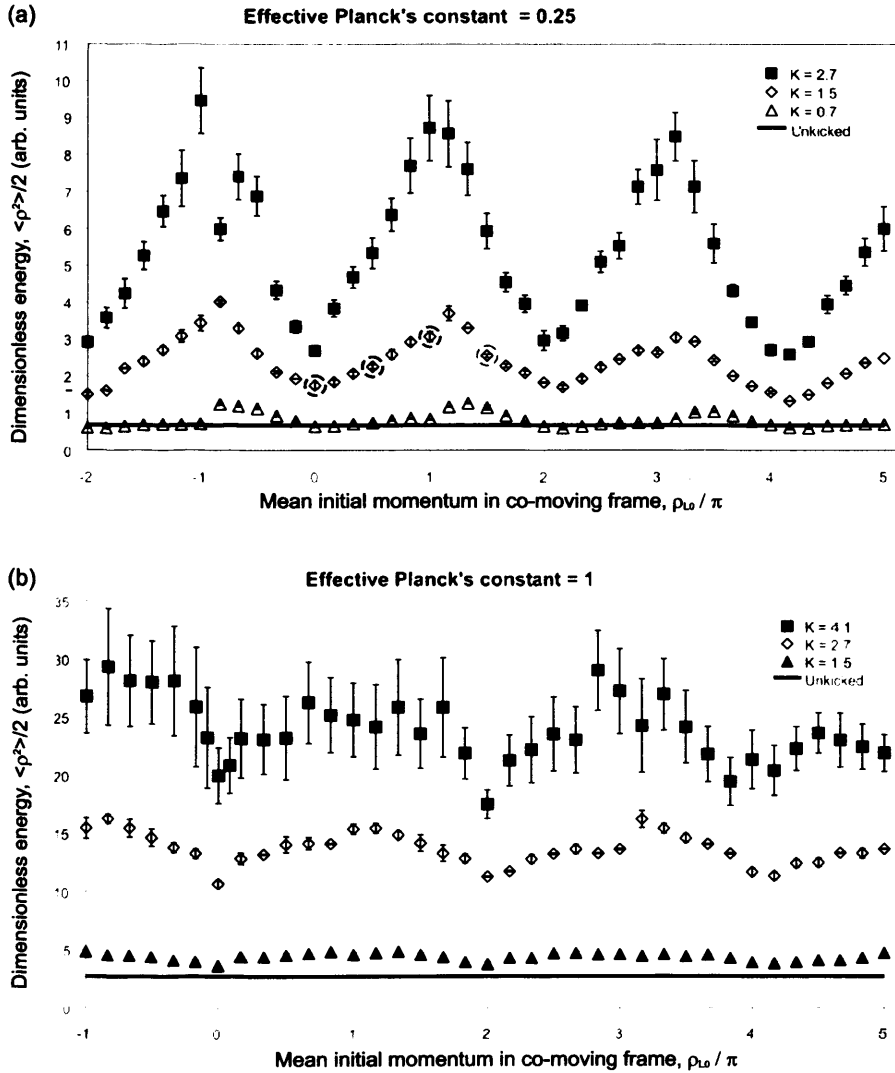 (a)
Effective Planck's constant = 0.25
Dimensionless energy, <ρ²>/2 (arb. units)
11
10
9
8
7
6
5
4
3
2
1
0
K = 2.7
K = 1 5
K = 0 7
Unkicked
-2 -1 0 1 2 3 4 5
Mean initial momentum in co-moving frame, ρL0 / π
(b)
Effective Planck's constant = 1
Dimensionless energy, <ρ²>/2 (arb. units)
35
30
25
20
15
10
5
0
K = 4 1
K = 2 7
K = 1 5
Unkicked
-1 0 1 2 3 4 5
Mean initial momentum in co-moving frame, ρL0 / π